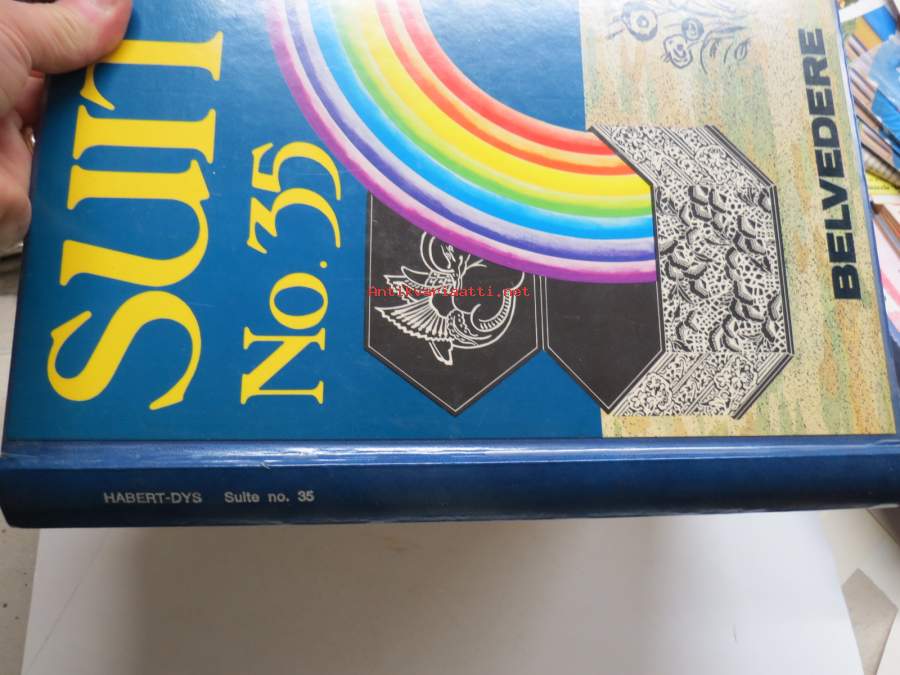 SUIT
No. 35
BELVEDERE
Antikvariaatti.net
HABERT-DYS Suite no. 35